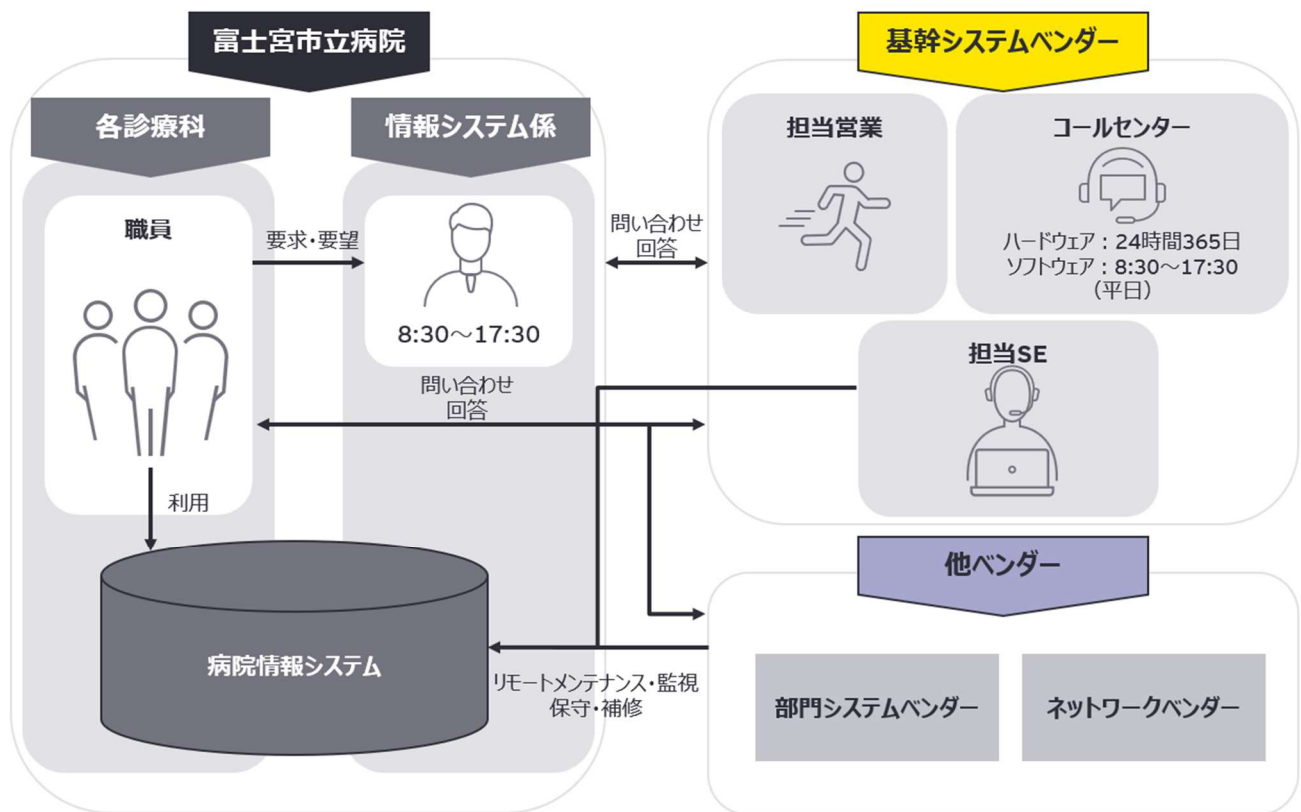 富士宮市立病院
各診療科
情報システム係
職員
要求・要望
8:30～17:30
問い合わせ
回答
問い合わせ
回答
利用
病院情報システム
リモートメンテナンス・監視
保守・補修
基幹システムベンダー
担当営業
コールセンター
ハードウェア：24時間365日
ソフトウェア：8:30～17:30
（平日）
担当SE
他ベンダー
部門システムベンダー
ネットワークベンダー